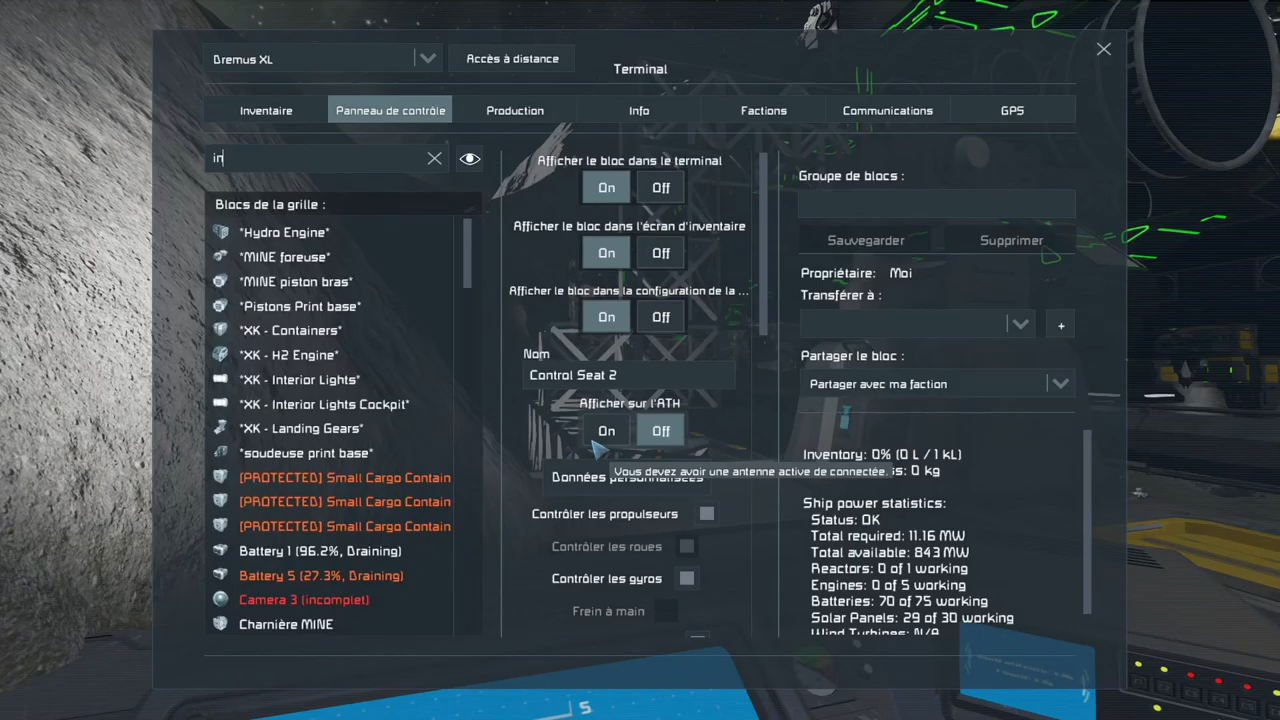 Bremus XL
Accès à distance
Terminal
Inventaire
Panneau de contrôle
Production
Info
Factions
Communications
GPS
in
Blocs de la grille :
*Hydro Engine*
*MINE foreuse*
*MINE piston bras*
*Pistons Print base*
*XK - Containers*
*XK - H2 Engine*
*XK - Interior Lights*
*XK - Interior Lights Cockpit*
*XK - Landing Gears*
*soudeuse print base*
[PROTECTED] Small Cargo Contain
[PROTECTED] Small Cargo Contain
[PROTECTED] Small Cargo Contain
Battery 1 (96.2%, Draining)
Battery 5 (27.3%, Draining)
Camera 3 (incomplet)
Charnière MINE
Afficher le bloc dans le terminal
On Off
Afficher le bloc dans l'écran d'inventaire
On Off
Afficher le bloc dans la configuration de la ...
On Off
Nom
Control Seat 2
Afficher sur l'ATH
On Off
Vous devez avoir une antenne active de connectée.
Données personnalisées
Contrôler les propulseurs
Contrôler les roues
Contrôler les gyros
Frein à main
Groupe de blocs :
Sauvegarder
Supprimer
Propriétaire: Moi
Transférer à :
+
Partager le bloc :
Partager avec ma faction
Inventory: 0% (0 L / 1 kL)
s: 0 kg
Ship power statistics:
Status: OK
Total required: 11.16 MW
Total available: 843 MW
Reactors: 0 of 1 working
Engines: 0 of 5 working
Batteries: 70 of 75 working
Solar Panels: 29 of 30 working
Wind Turbines: N/A
S